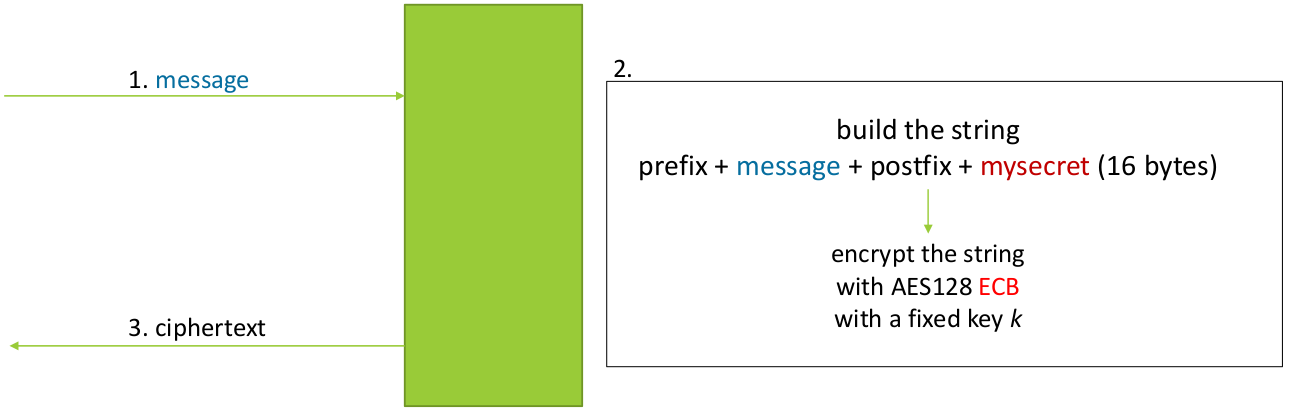 1. message
2.
build the string
prefix + message + postfix + mysecret (16 bytes)
encrypt the string
with AES128 ECB
with a fixed key k
3. ciphertext